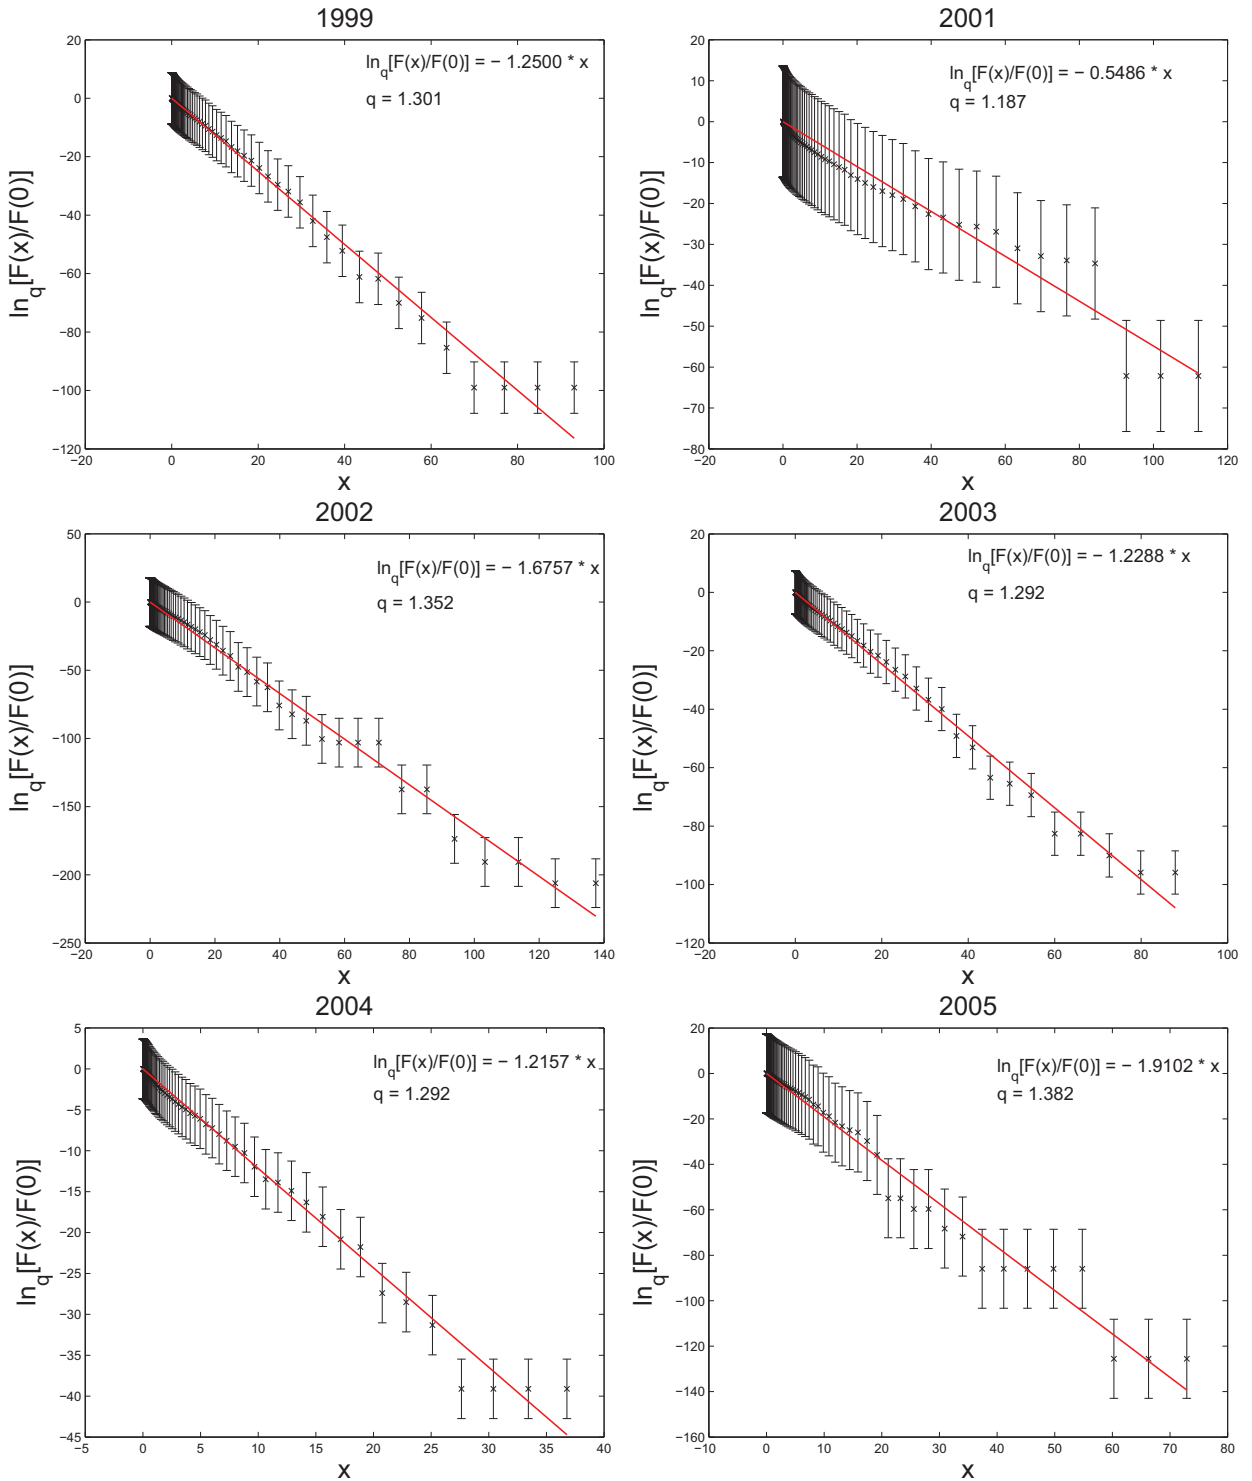 1999
ln_q[F(x)/F(0)] = − 1.2500 * x
q = 1.301
ln_q[F(x)/F(0)]
20
0
−20
−40
−60
−80
−100
−120
−20 0 20 40 60 80 100
x
2001
ln_q[F(x)/F(0)] = − 0.5486 * x
q = 1.187
ln_q[F(x)/F(0)]
20
10
0
−10
−20
−30
−40
−50
−60
−70
−80
−20 0 20 40 60 80 100 120
x
2002
ln_q[F(x)/F(0)] = − 1.6757 * x
q = 1.352
ln_q[F(x)/F(0)]
50
0
−50
−100
−150
−200
−250
−20 0 20 40 60 80 100 120 140
x
2003
ln_q[F(x)/F(0)] = − 1.2288 * x
q = 1.292
ln_q[F(x)/F(0)]
20
0
−20
−40
−60
−80
−100
−120
−20 0 20 40 60 80 100
x
2004
ln_q[F(x)/F(0)] = − 1.2157 * x
q = 1.292
ln_q[F(x)/F(0)]
5
0
−5
−10
−15
−20
−25
−30
−35
−40
−45
−5 0 5 10 15 20 25 30 35 40
x
2005
ln_q[F(x)/F(0)] = − 1.9102 * x
q = 1.382
ln_q[F(x)/F(0)]
20
0
−20
−40
−60
−80
−100
−120
−140
−160
−10 0 10 20 30 40 50 60 70 80
x